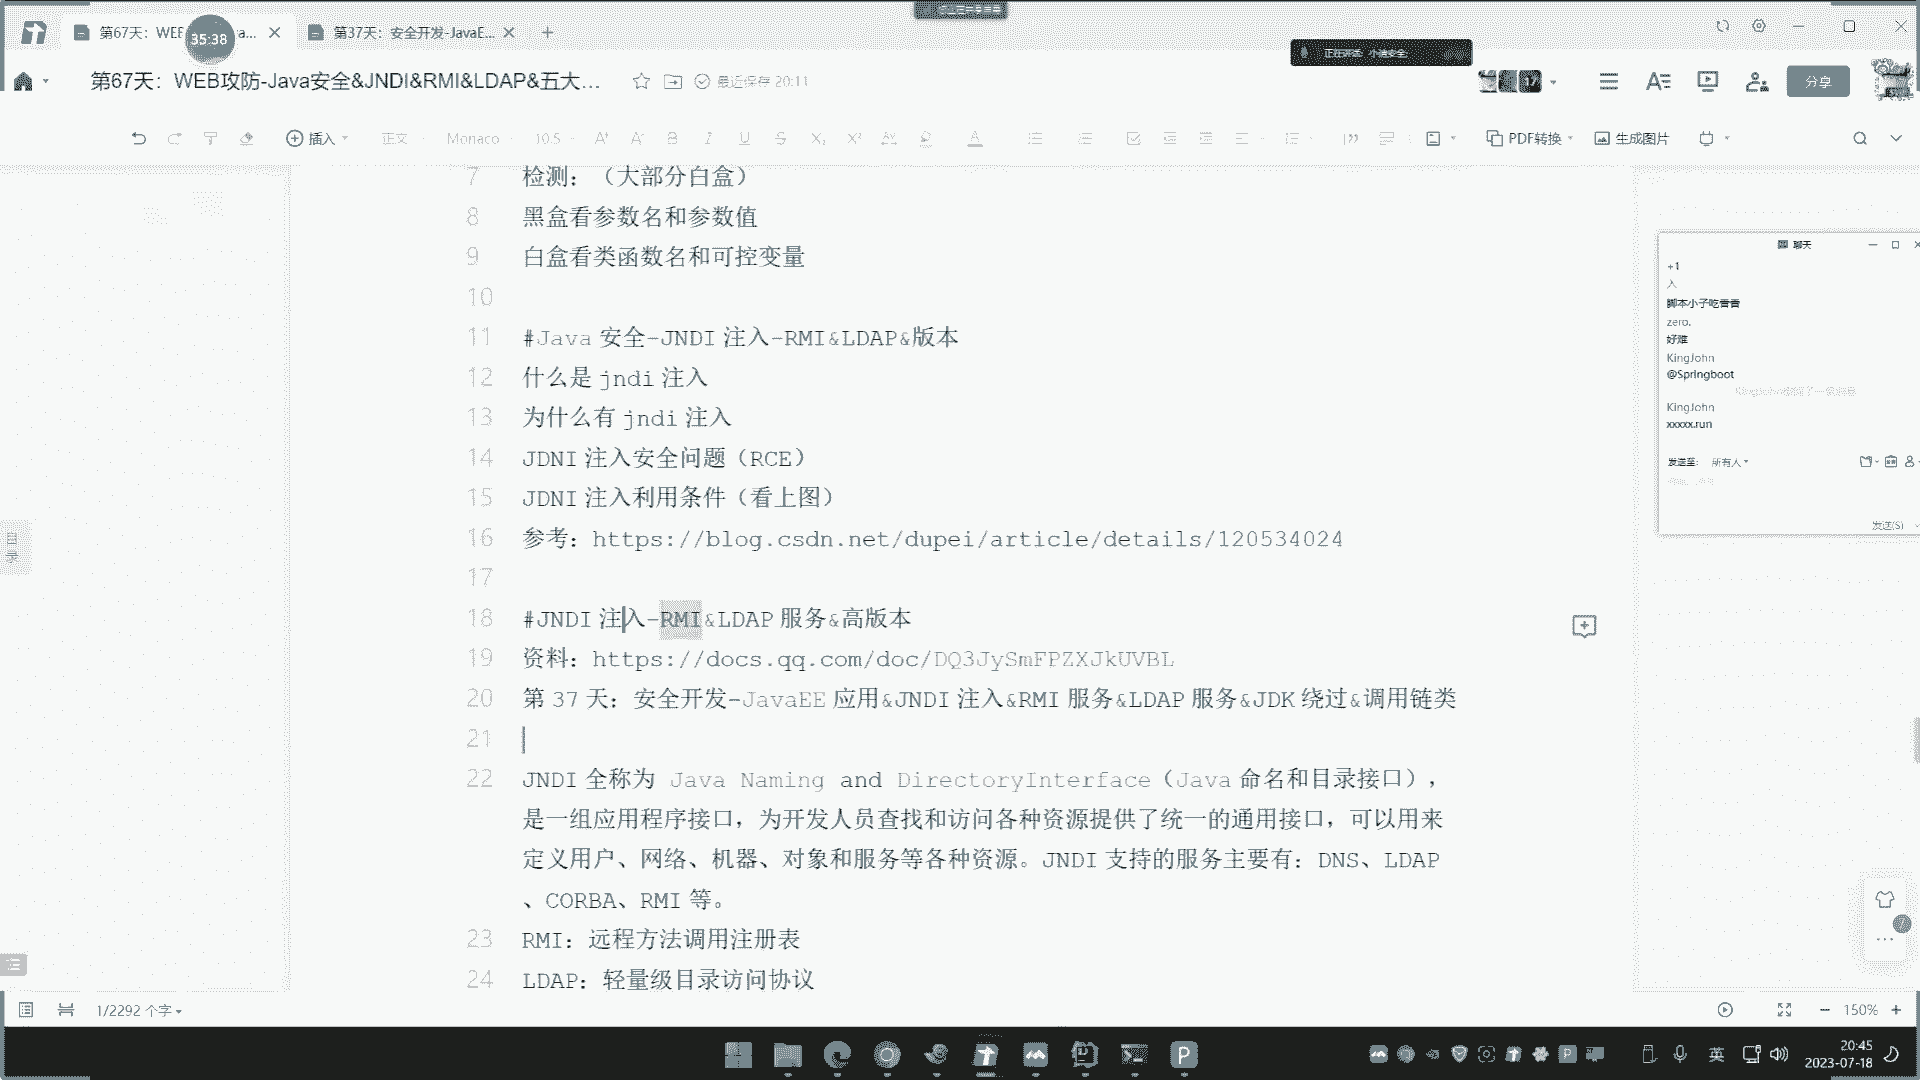 第67天：WEB
a...
第37天：安全开发-JavaE...
35:38
正在讲话: 小迪安全
第67天：WEB攻防-Java安全&JNDI&RMI&LDAP&五大...
最近保存 20:11
17
分享
插入
正文
Monaco
10.5
PDF转换
生成图片
7 检测：（大部分白盒）
8 黑盒看参数名和参数值
9 白盒看类函数名和可控变量
10
11 #Java 安全-JNDI 注入-RMI&LDAP&版本
12 什么是 jndi 注入
13 为什么有 jndi 注入
14 JDNI 注入安全问题（RCE）
15 JDNI 注入利用条件（看上图）
16 参考：https://blog.csdn.net/dupei/article/details/120534024
17
18 #JNDI 注入-RMI&LDAP 服务&高版本
19 资料：https://docs.qq.com/doc/DQ3JySmFPZXJkUVBL
20 第 37 天：安全开发-JavaEE 应用&JNDI 注入&RMI 服务&LDAP 服务&JDK 绕过&调用链类
21
22 JNDI 全称为 Java Naming and DirectoryInterface（Java 命名和目录接口），
是一组应用程序接口，为开发人员查找和访问各种资源提供了统一的通用接口，可以用来
定义用户、网络、机器、对象和服务等各种资源。JNDI 支持的服务主要有：DNS、LDAP
、CORBA、RMI 等。
23 RMI：远程方法调用注册表
24 LDAP：轻量级目录访问协议
目录
聊天
+1
入
脚本小子吃香香
zero.
好难
KingJohn
@Springboot
KingJohn
xxxxx.run
发送至: 所有人
发送(S)
1/2292 个字
150%
英
20:45
2023-07-18